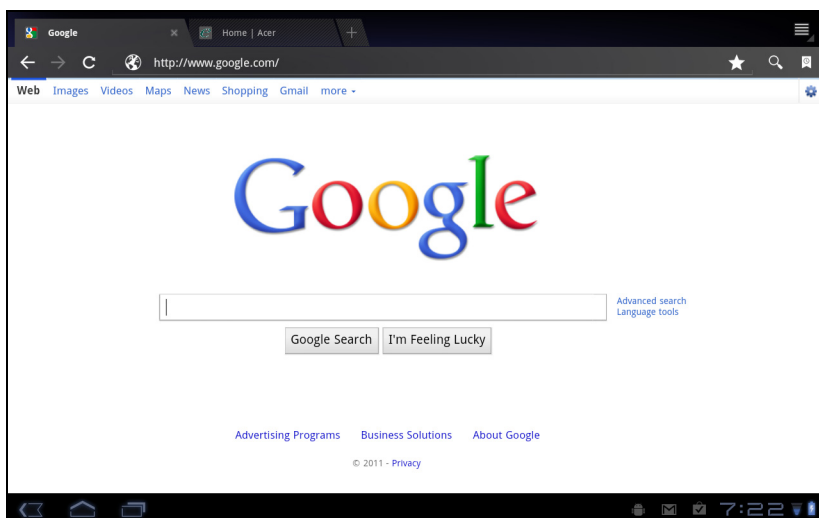 Google
Home | Acer
http://www.google.com/
Web Images Videos Maps News Shopping Gmail more
Google
Advanced search
Language tools
Google Search I'm Feeling Lucky
Advertising Programs Business Solutions About Google
© 2011 - Privacy
7:22